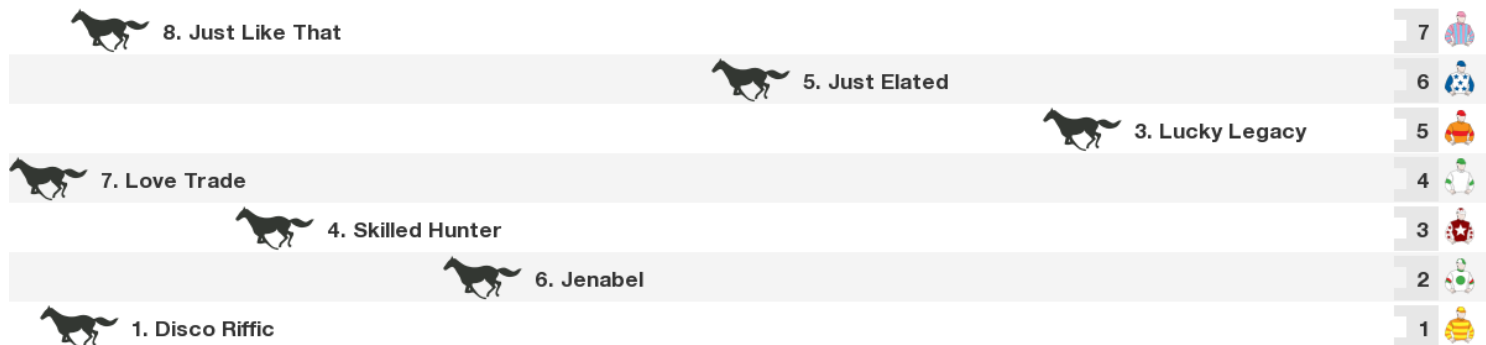 8. Just Like That 7
5. Just Elated 6
3. Lucky Legacy 5
7. Love Trade 4
4. Skilled Hunter 3
6. Jenabel 2
1. Disco Riffic 1